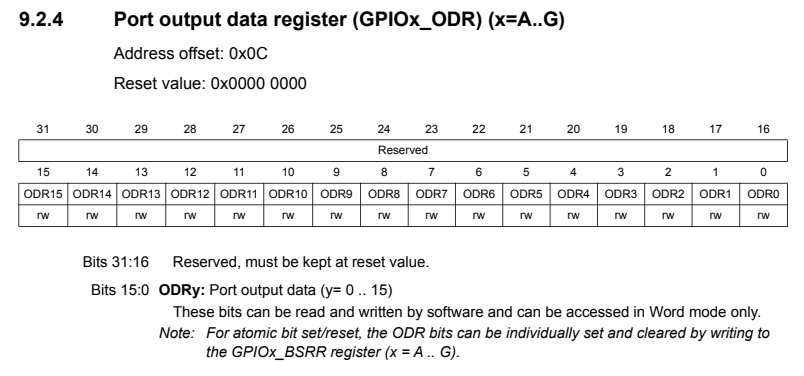 9.2.4 Port output data register (GPIOx_ODR) (x=A..G)
Address offset: 0x0C
Reset value: 0x0000 0000
31 30 29 28 27 26 25 24 23 22 21 20 19 18 17 16
Reserved
15 14 13 12 11 10 9 8 7 6 5 4 3 2 1 0
ODR15 ODR14 ODR13 ODR12 ODR11 ODR10 ODR9 ODR8 ODR7 ODR6 ODR5 ODR4 ODR3 ODR2 ODR1 ODR0
rw rw rw rw rw rw rw rw rw rw rw rw rw rw rw rw
Bits 31:16 Reserved, must be kept at reset value.
Bits 15:0 ODRy: Port output data (y= 0 .. 15)
These bits can be read and written by software and can be accessed in Word mode only.
Note: For atomic bit set/reset, the ODR bits can be individually set and cleared by writing to
the GPIOx_BSRR register (x = A .. G).